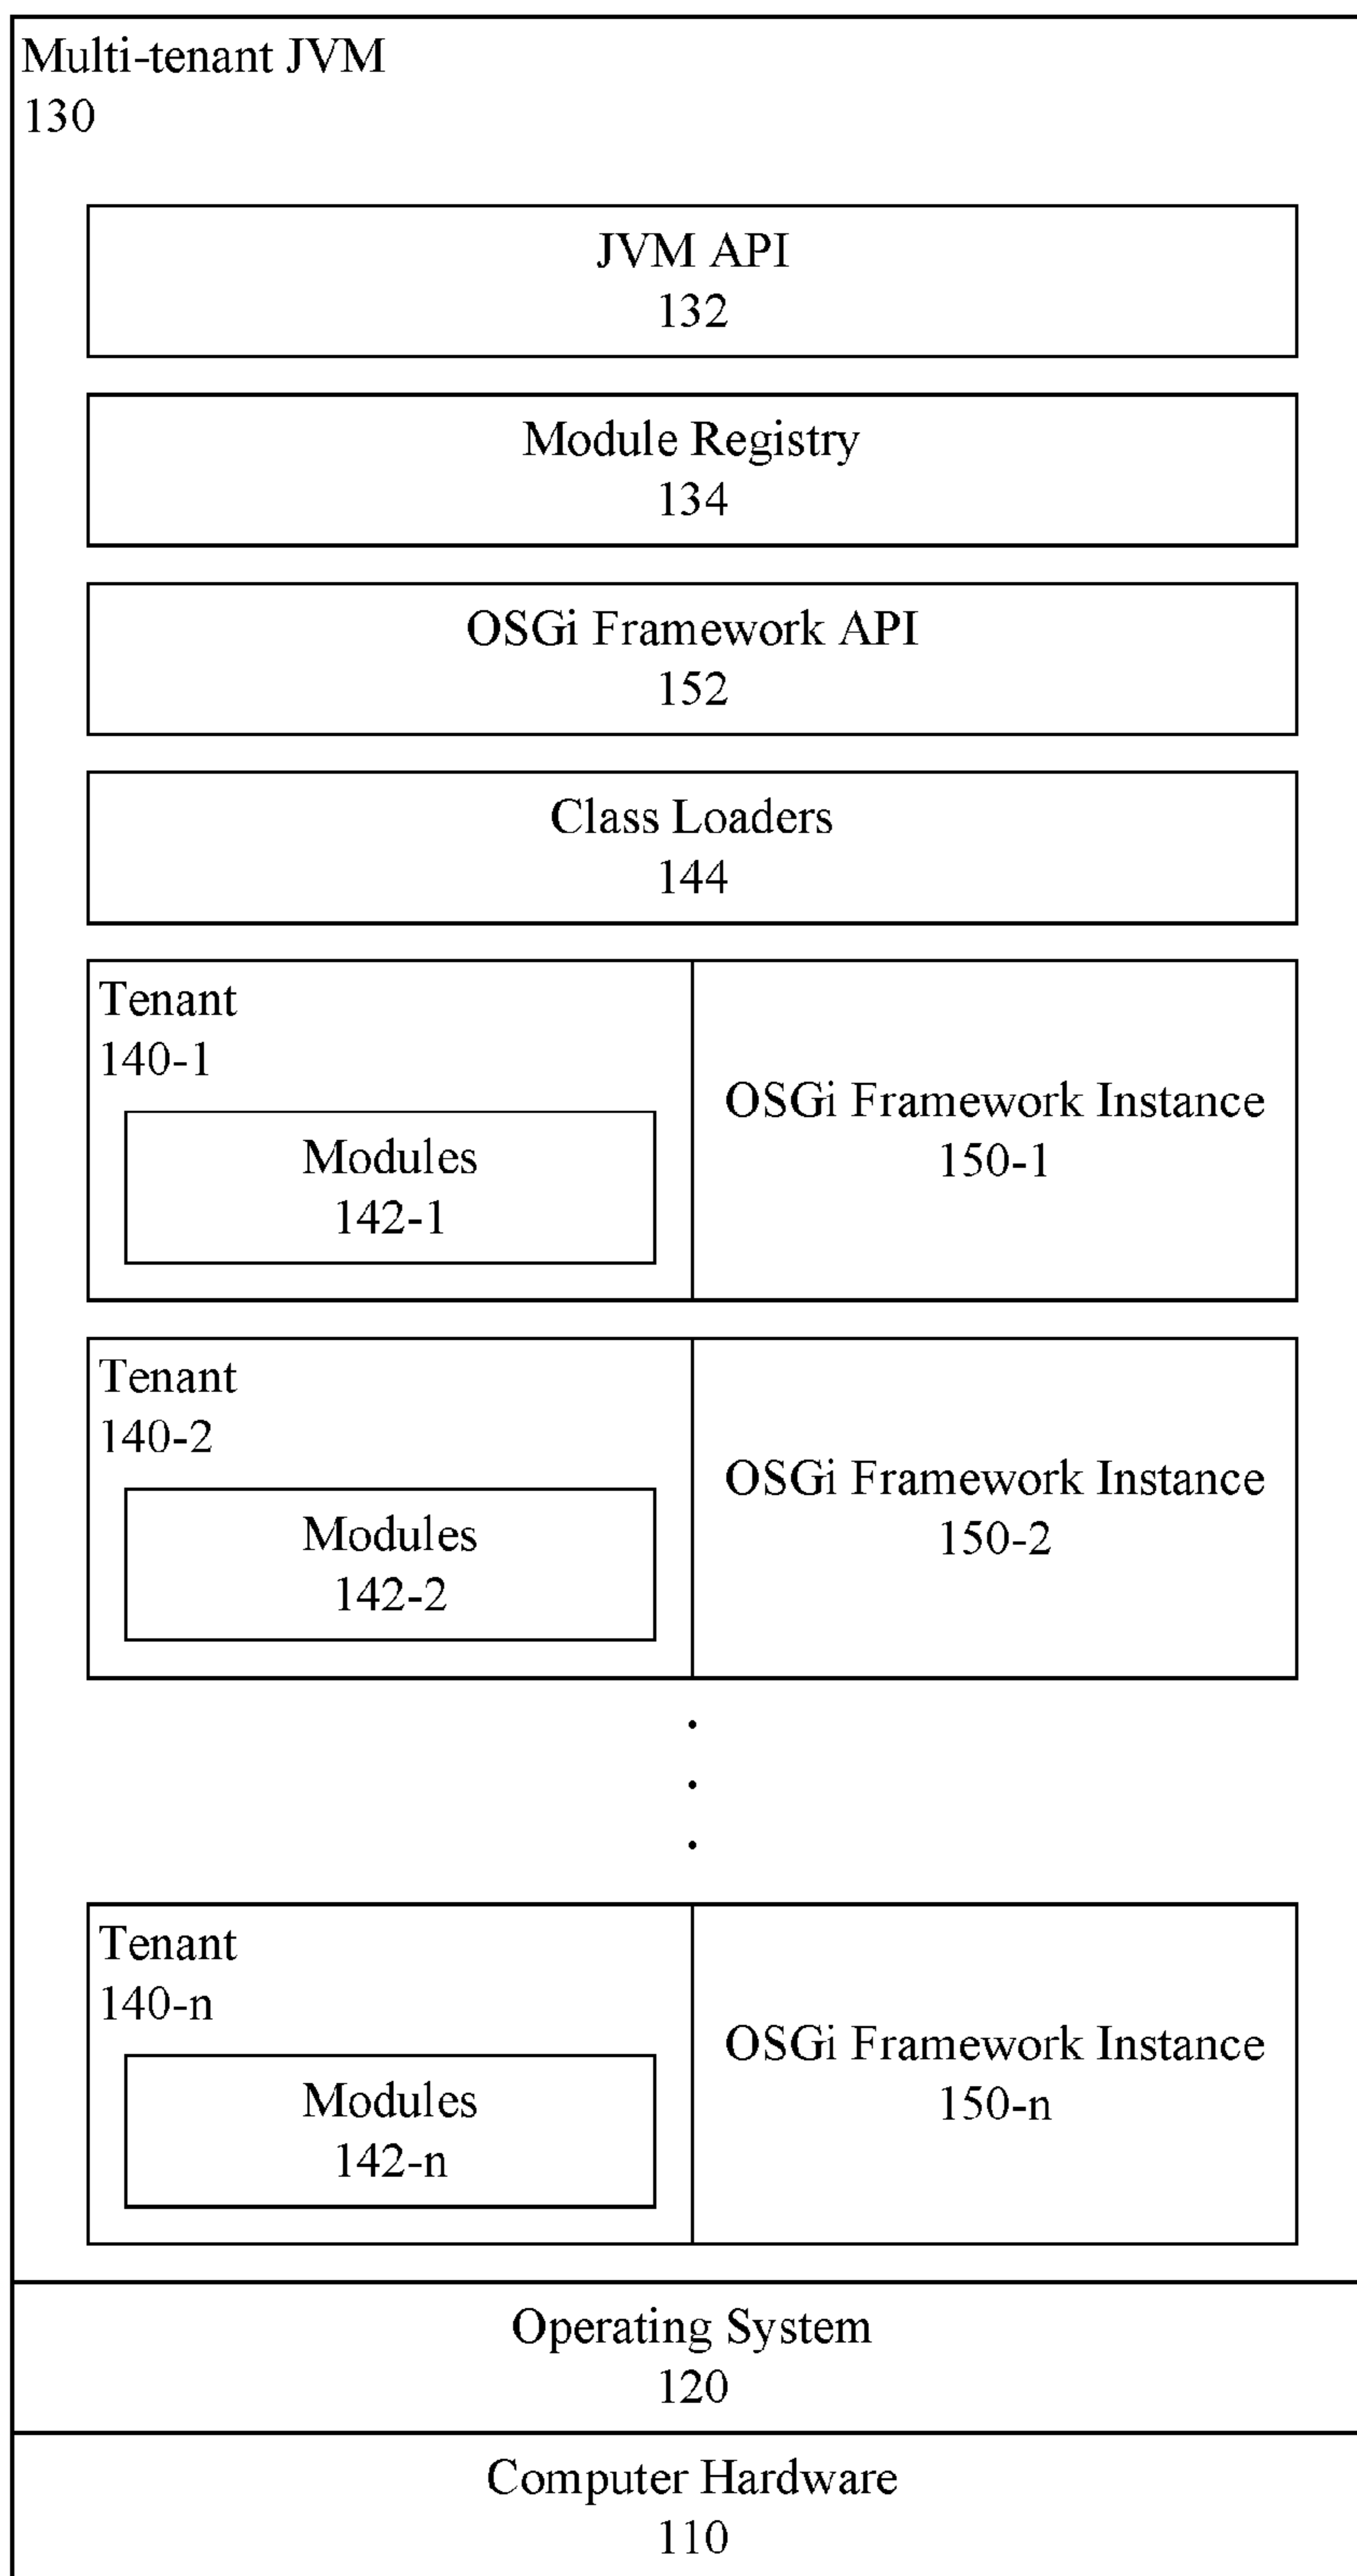 Multi-tenant JVM
130
JVM API
132
Module Registry
134
OSGi Framework API
152
Class Loaders
144
Tenant
140-1
Modules
142-1
OSGi Framework Instance
150-1
Tenant
140-2
Modules
142-2
OSGi Framework Instance
150-2
Tenant
140-n
Modules
142-n
OSGi Framework Instance
150-n
Operating System
120
Computer Hardware
110